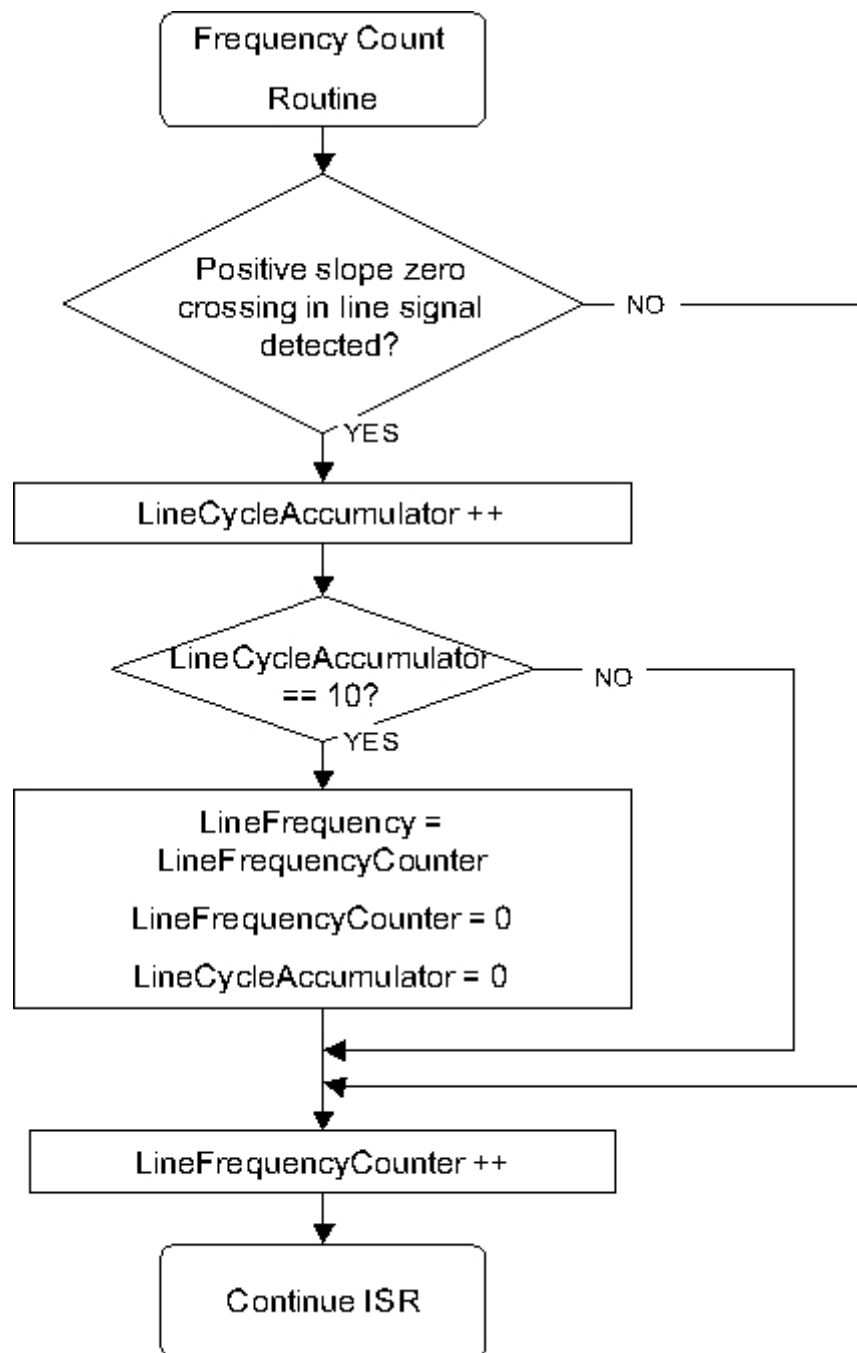 Frequency Count
Routine
Positive slope zero
crossing in line signal
detected?
NO
YES
LineCycleAccumulator ++
LineCycleAccumulator
== 10?
NO
YES
LineFrequency =
LineFrequencyCounter
LineFrequencyCounter = 0
LineCycleAccumulator = 0
LineFrequencyCounter ++
Continue ISR